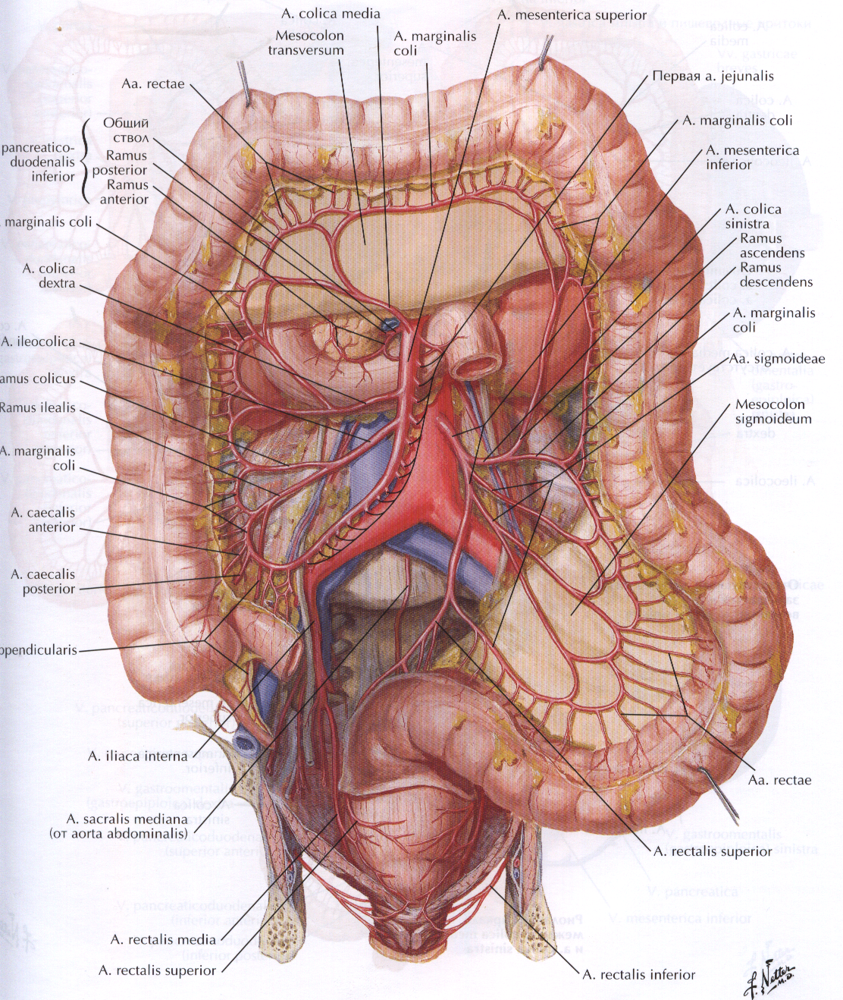 A. colica media
A. mesenterica superior
Mesocolon
transversum
A. marginalis
coli
Первая a. jejunalis
Aa. rectae
A. marginalis coli
Общий
ствол
pancreatico-
duodenalis
inferior
Ramus
posterior
Ramus
anterior
A. mesenterica
inferior
marginalis coli
A. colica
sinistra
Ramus
ascendens
Ramus
descendens
A. colica
dextra
A. marginalis
coli
A. ileocolica
Aa. sigmoideae
amus colicus
Ramus ilealis
Mesocolon
sigmoideum
A. marginalis
coli
A. caecalis
anterior
A. caecalis
posterior
ppendicularis
A. iliaca interna
Aa. rectae
A. sacralis mediana
(от aorta abdominalis)
A. rectalis superior
A. rectalis media
A. rectalis superior
A. rectalis inferior
F. Netter
M.D.